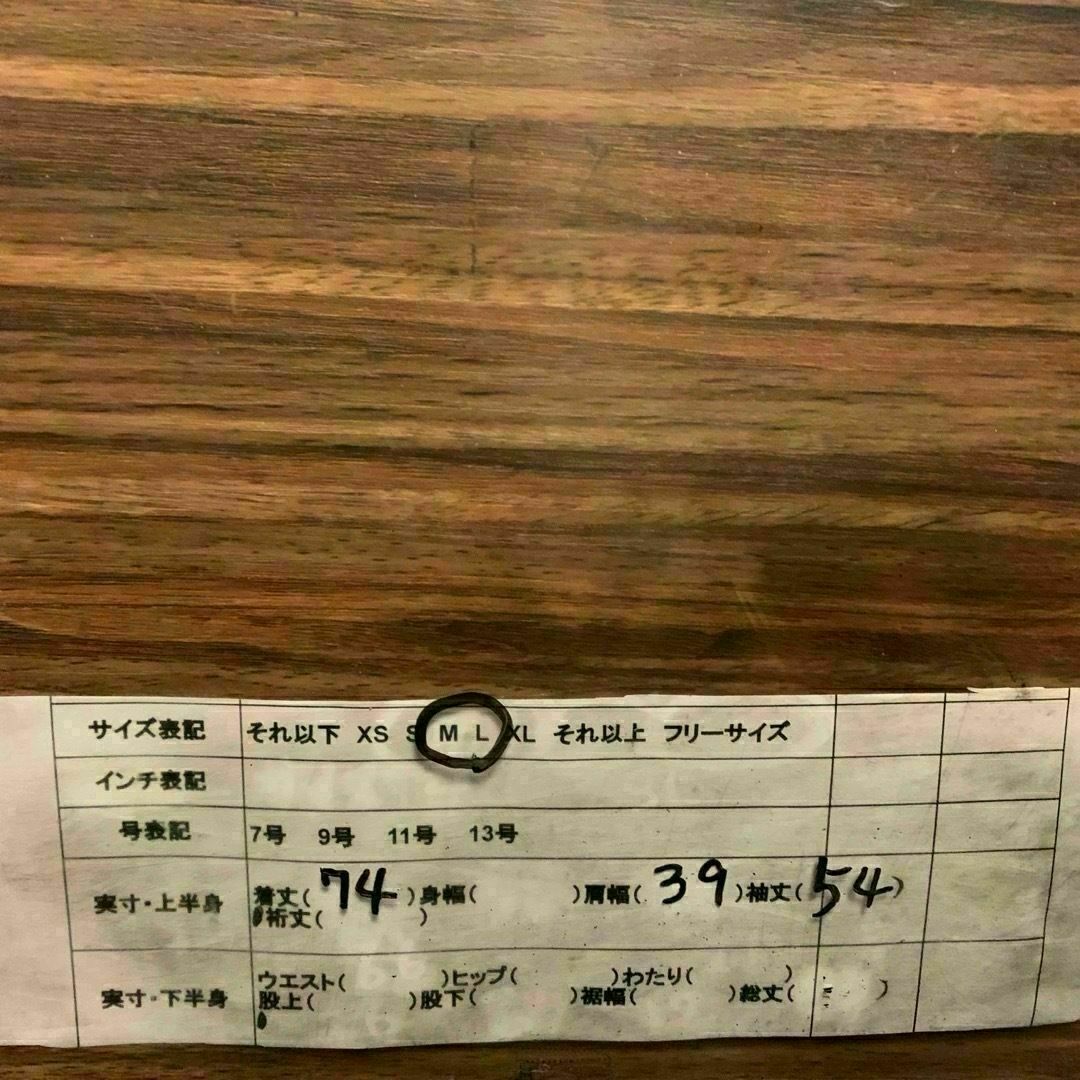 サイズ表記 それ以下 XS S M L XL それ以上 フリーサイズ
インチ表記
号表記 7号 9号 11号 13号
実寸・上半身 着丈( 74 )身幅( )肩幅( 39 )袖丈( 54 )
裄丈( )
実寸・下半身 ウエスト( )ヒップ( )わたり( )
股上( )股下( )裾幅( )総丈( )